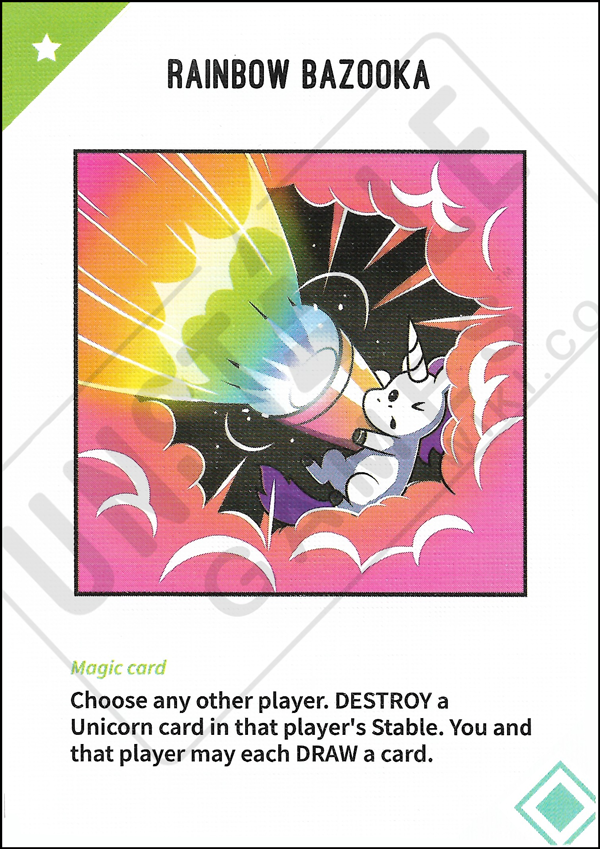 RAINBOW BAZOOKA
Magic card
Choose any other player. DESTROY a
Unicorn card in that player's Stable. You and
that player may each DRAW a card.